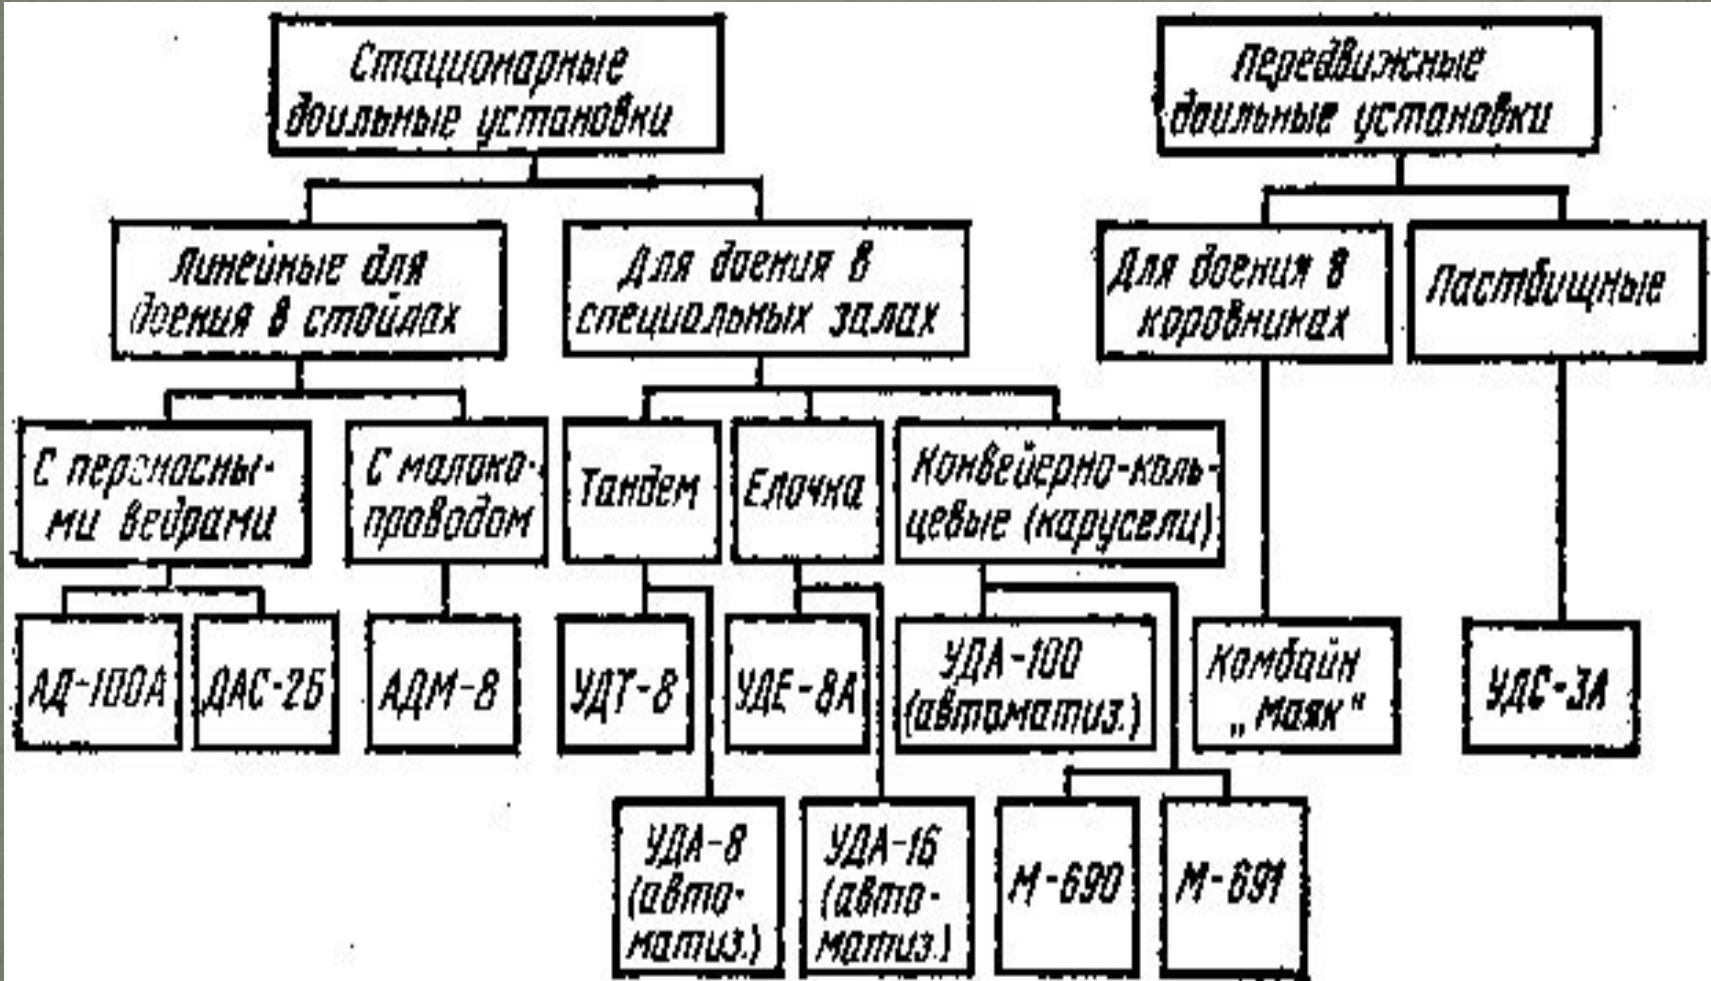 Стационарные
доильные установки
Передвижные
доильные установки
Линейные для
доения в стойлах
Для доения в
специальных залах
Для доения в
коровниках
Пастбищные
С переносны-
ми ведрами
С молоко-
проводом
Тандем
Елочка
Конвейерно-коль-
цевые (карусели)
АД-100А
ДАС-2Б
АДМ-8
УДТ-8
УДЕ-8А
УДА-100
(автоматиз.)
Комбайн
„Маяк"
УДС-3А
УДА-8
(авто-
матиз.)
УДА-16
(авто-
матиз.)
М-690
М-691